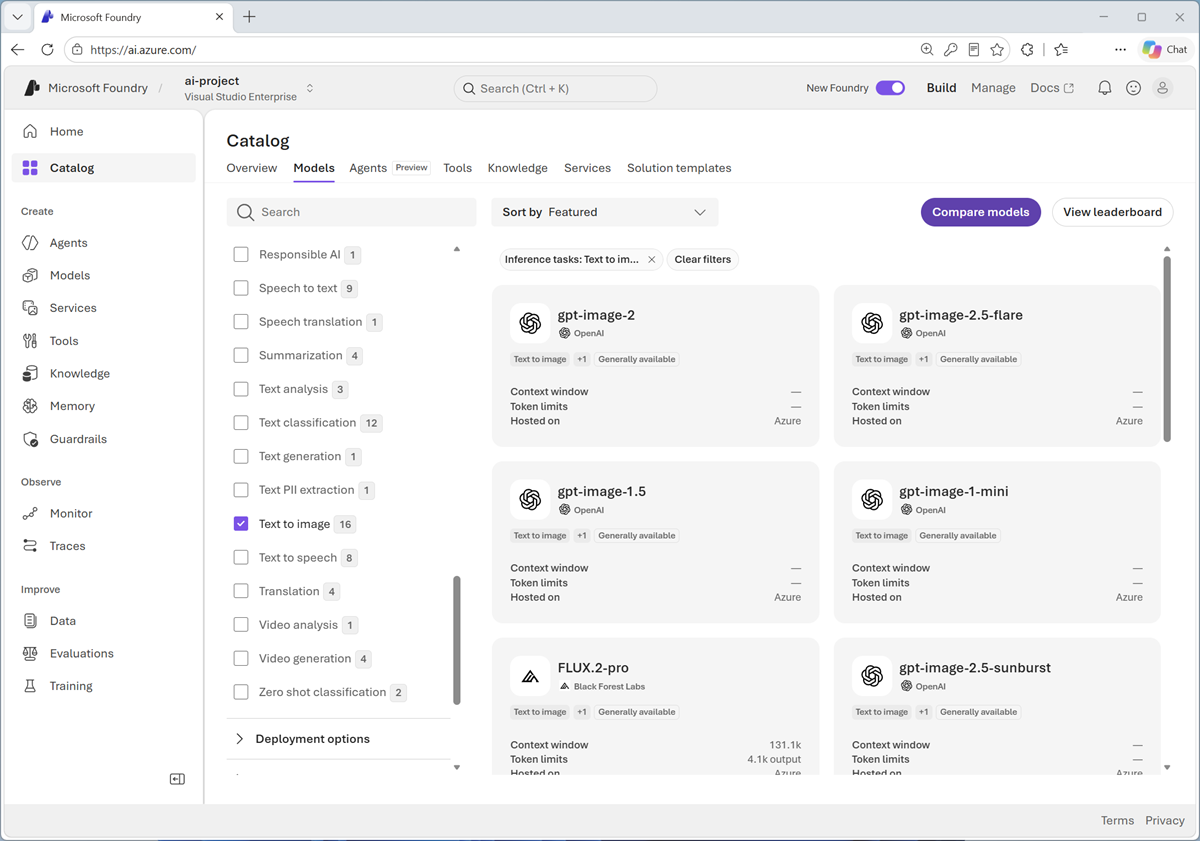 Microsoft Foundry
https://ai.azure.com/
Chat
Microsoft Foundry / ai-project
Visual Studio Enterprise
Search (Ctrl + K)
New Foundry
Build
Manage
Docs
Home
Catalog
Create
Agents
Models
Services
Tools
Knowledge
Memory
Guardrails
Observe
Monitor
Traces
Improve
Data
Evaluations
Training
Catalog
Overview Models Agents Preview Tools Knowledge Services Solution templates
Search
Sort by Featured
Compare models
View leaderboard
Responsible AI 1
Speech to text 9
Speech translation 1
Summarization 4
Text analysis 3
Text classification 12
Text generation 1
Text PII extraction 1
Text to image 16
Text to speech 8
Translation 4
Video analysis 1
Video generation 4
Zero shot classification 2
Deployment options
Inference tasks: Text to im...
Clear filters
gpt-image-2
OpenAI
Text to image +1 Generally available
Context window —
Token limits —
Hosted on Azure
gpt-image-2.5-flare
OpenAI
Text to image +1 Generally available
Context window —
Token limits —
Hosted on Azure
gpt-image-1.5
OpenAI
Text to image +1 Generally available
Context window —
Token limits —
Hosted on Azure
gpt-image-1-mini
OpenAI
Text to image Generally available
Context window —
Token limits —
Hosted on Azure
FLUX.2-pro
Black Forest Labs
Text to image +1 Generally available
Context window 131.1k
Token limits 4.1k output
Hosted on Azure
gpt-image-2.5-sunburst
OpenAI
Text to image +1 Generally available
Context window —
Token limits —
Hosted on Azure
Terms Privacy